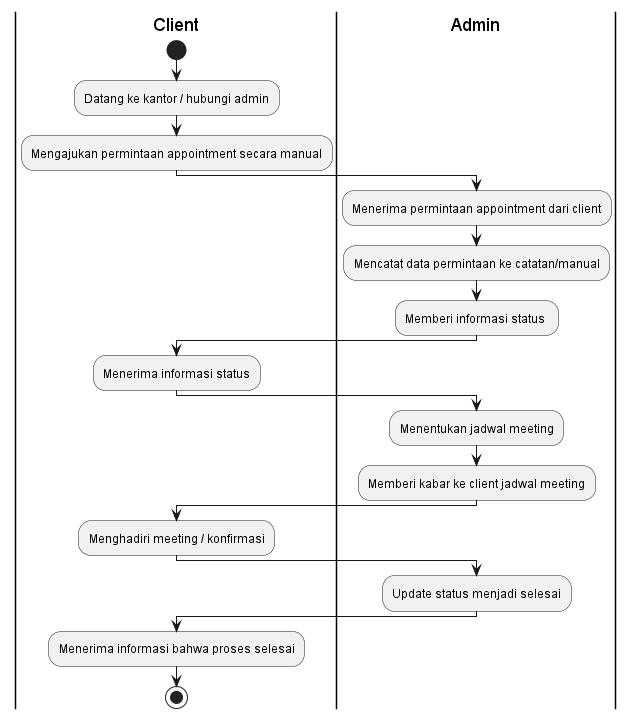 Client
Admin
Datang ke kantor / hubungi admin
Mengajukan permintaan appointment secara manual
Menerima permintaan appointment dari client
Mencatat data permintaan ke catatan/manual
Memberi informasi status
Menerima informasi status
Menentukan jadwal meeting
Memberi kabar ke client jadwal meeting
Menghadiri meeting / konfirmasi
Update status menjadi selesai
Menerima informasi bahwa proses selesai